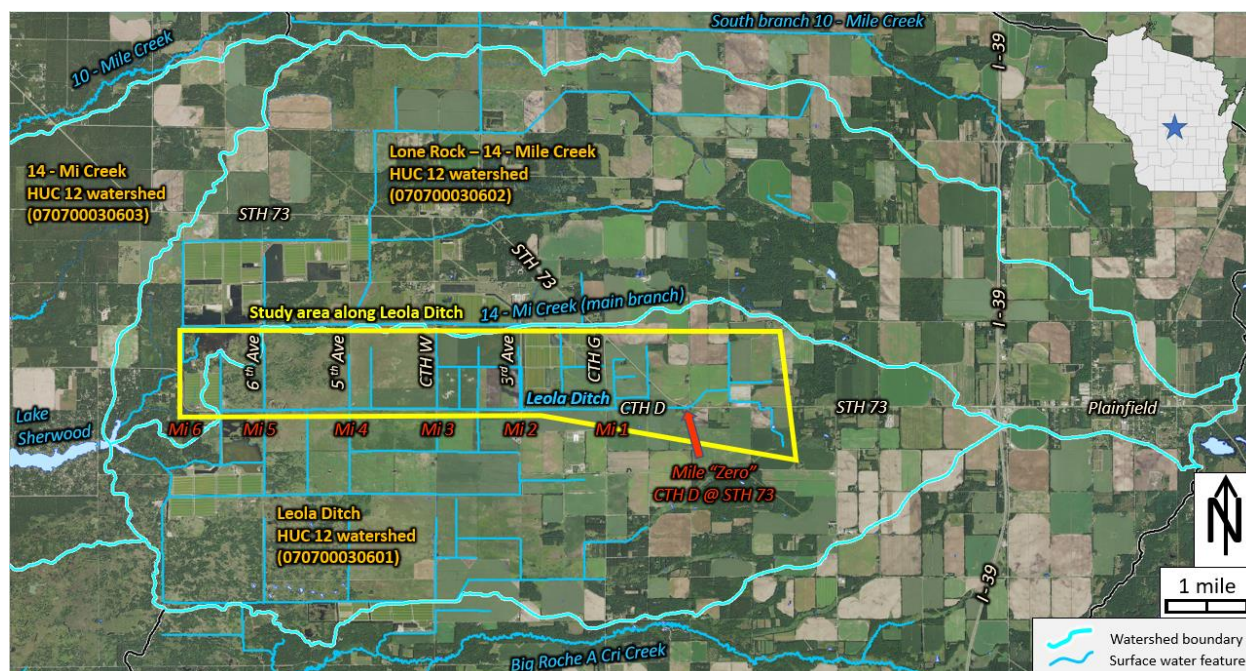 10 - Mile Creek
South branch 10 - Mile Creek
I - 39
14 - Mi Creek
HUC 12 watershed
(070700030603)
Lone Rock – 14 - Mile Creek
HUC 12 watershed
(070700030602)
STH 73
STH 73
I - 39
Study area along Leola Ditch
14 - Mi Creek (main branch)
6th Ave
5th Ave
CTH W
3rd Ave
CTH G
Leola Ditch
CTH D
STH 73
Plainfield
Lake
Sherwood
Mi 6
Mi 5
Mi 4
Mi 3
Mi 2
Mi 1
Mile "Zero"
CTH D @ STH 73
Leola Ditch
HUC 12 watershed
(070700030601)
N
I - 39
1 mile
Big Roche A Cri Creek
Watershed boundary
Surface water feature